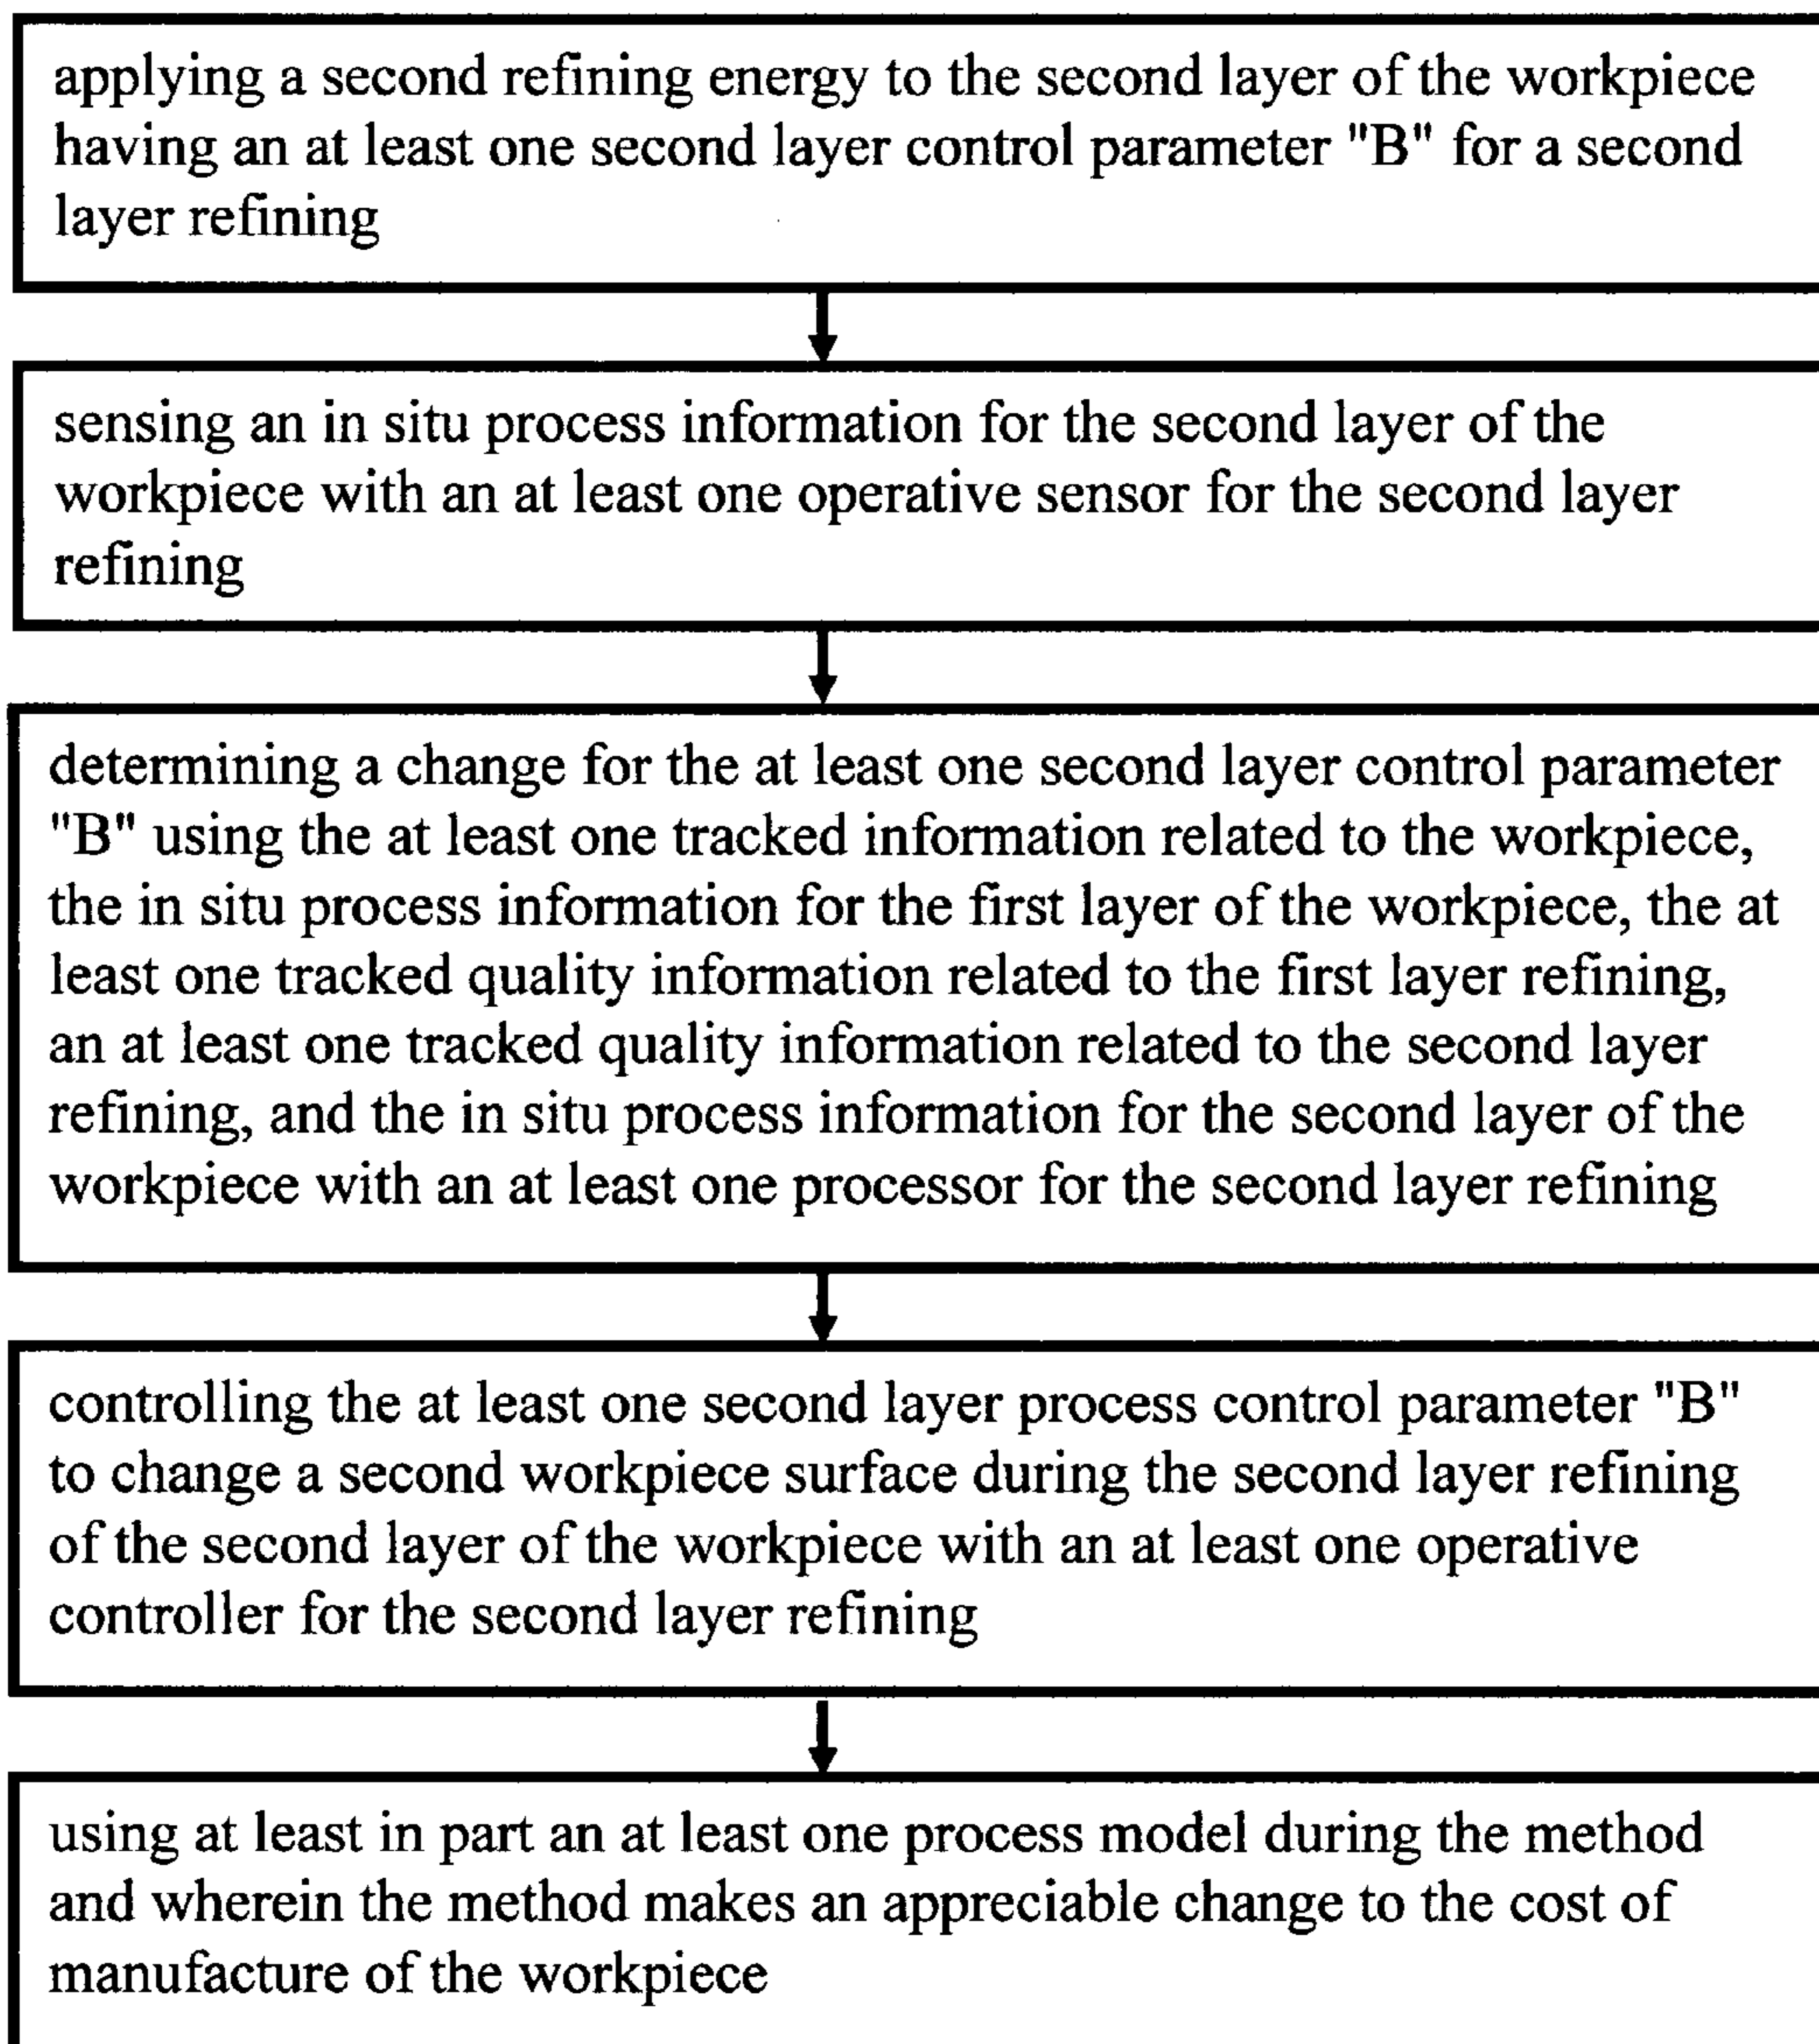 applying a second refining energy to the second layer of the workpiece
having an at least one second layer control parameter "B" for a second
layer refining
sensing an in situ process information for the second layer of the
workpiece with an at least one operative sensor for the second layer
refining
determining a change for the at least one second layer control parameter
"B" using the at least one tracked information related to the workpiece,
the in situ process information for the first layer of the workpiece, the at
least one tracked quality information related to the first layer refining,
an at least one tracked quality information related to the second layer
refining, and the in situ process information for the second layer of the
workpiece with an at least one processor for the second layer refining
controlling the at least one second layer process control parameter "B"
to change a second workpiece surface during the second layer refining
of the second layer of the workpiece with an at least one operative
controller for the second layer refining
using at least in part an at least one process model during the method
and wherein the method makes an appreciable change to the cost of
manufacture of the workpiece